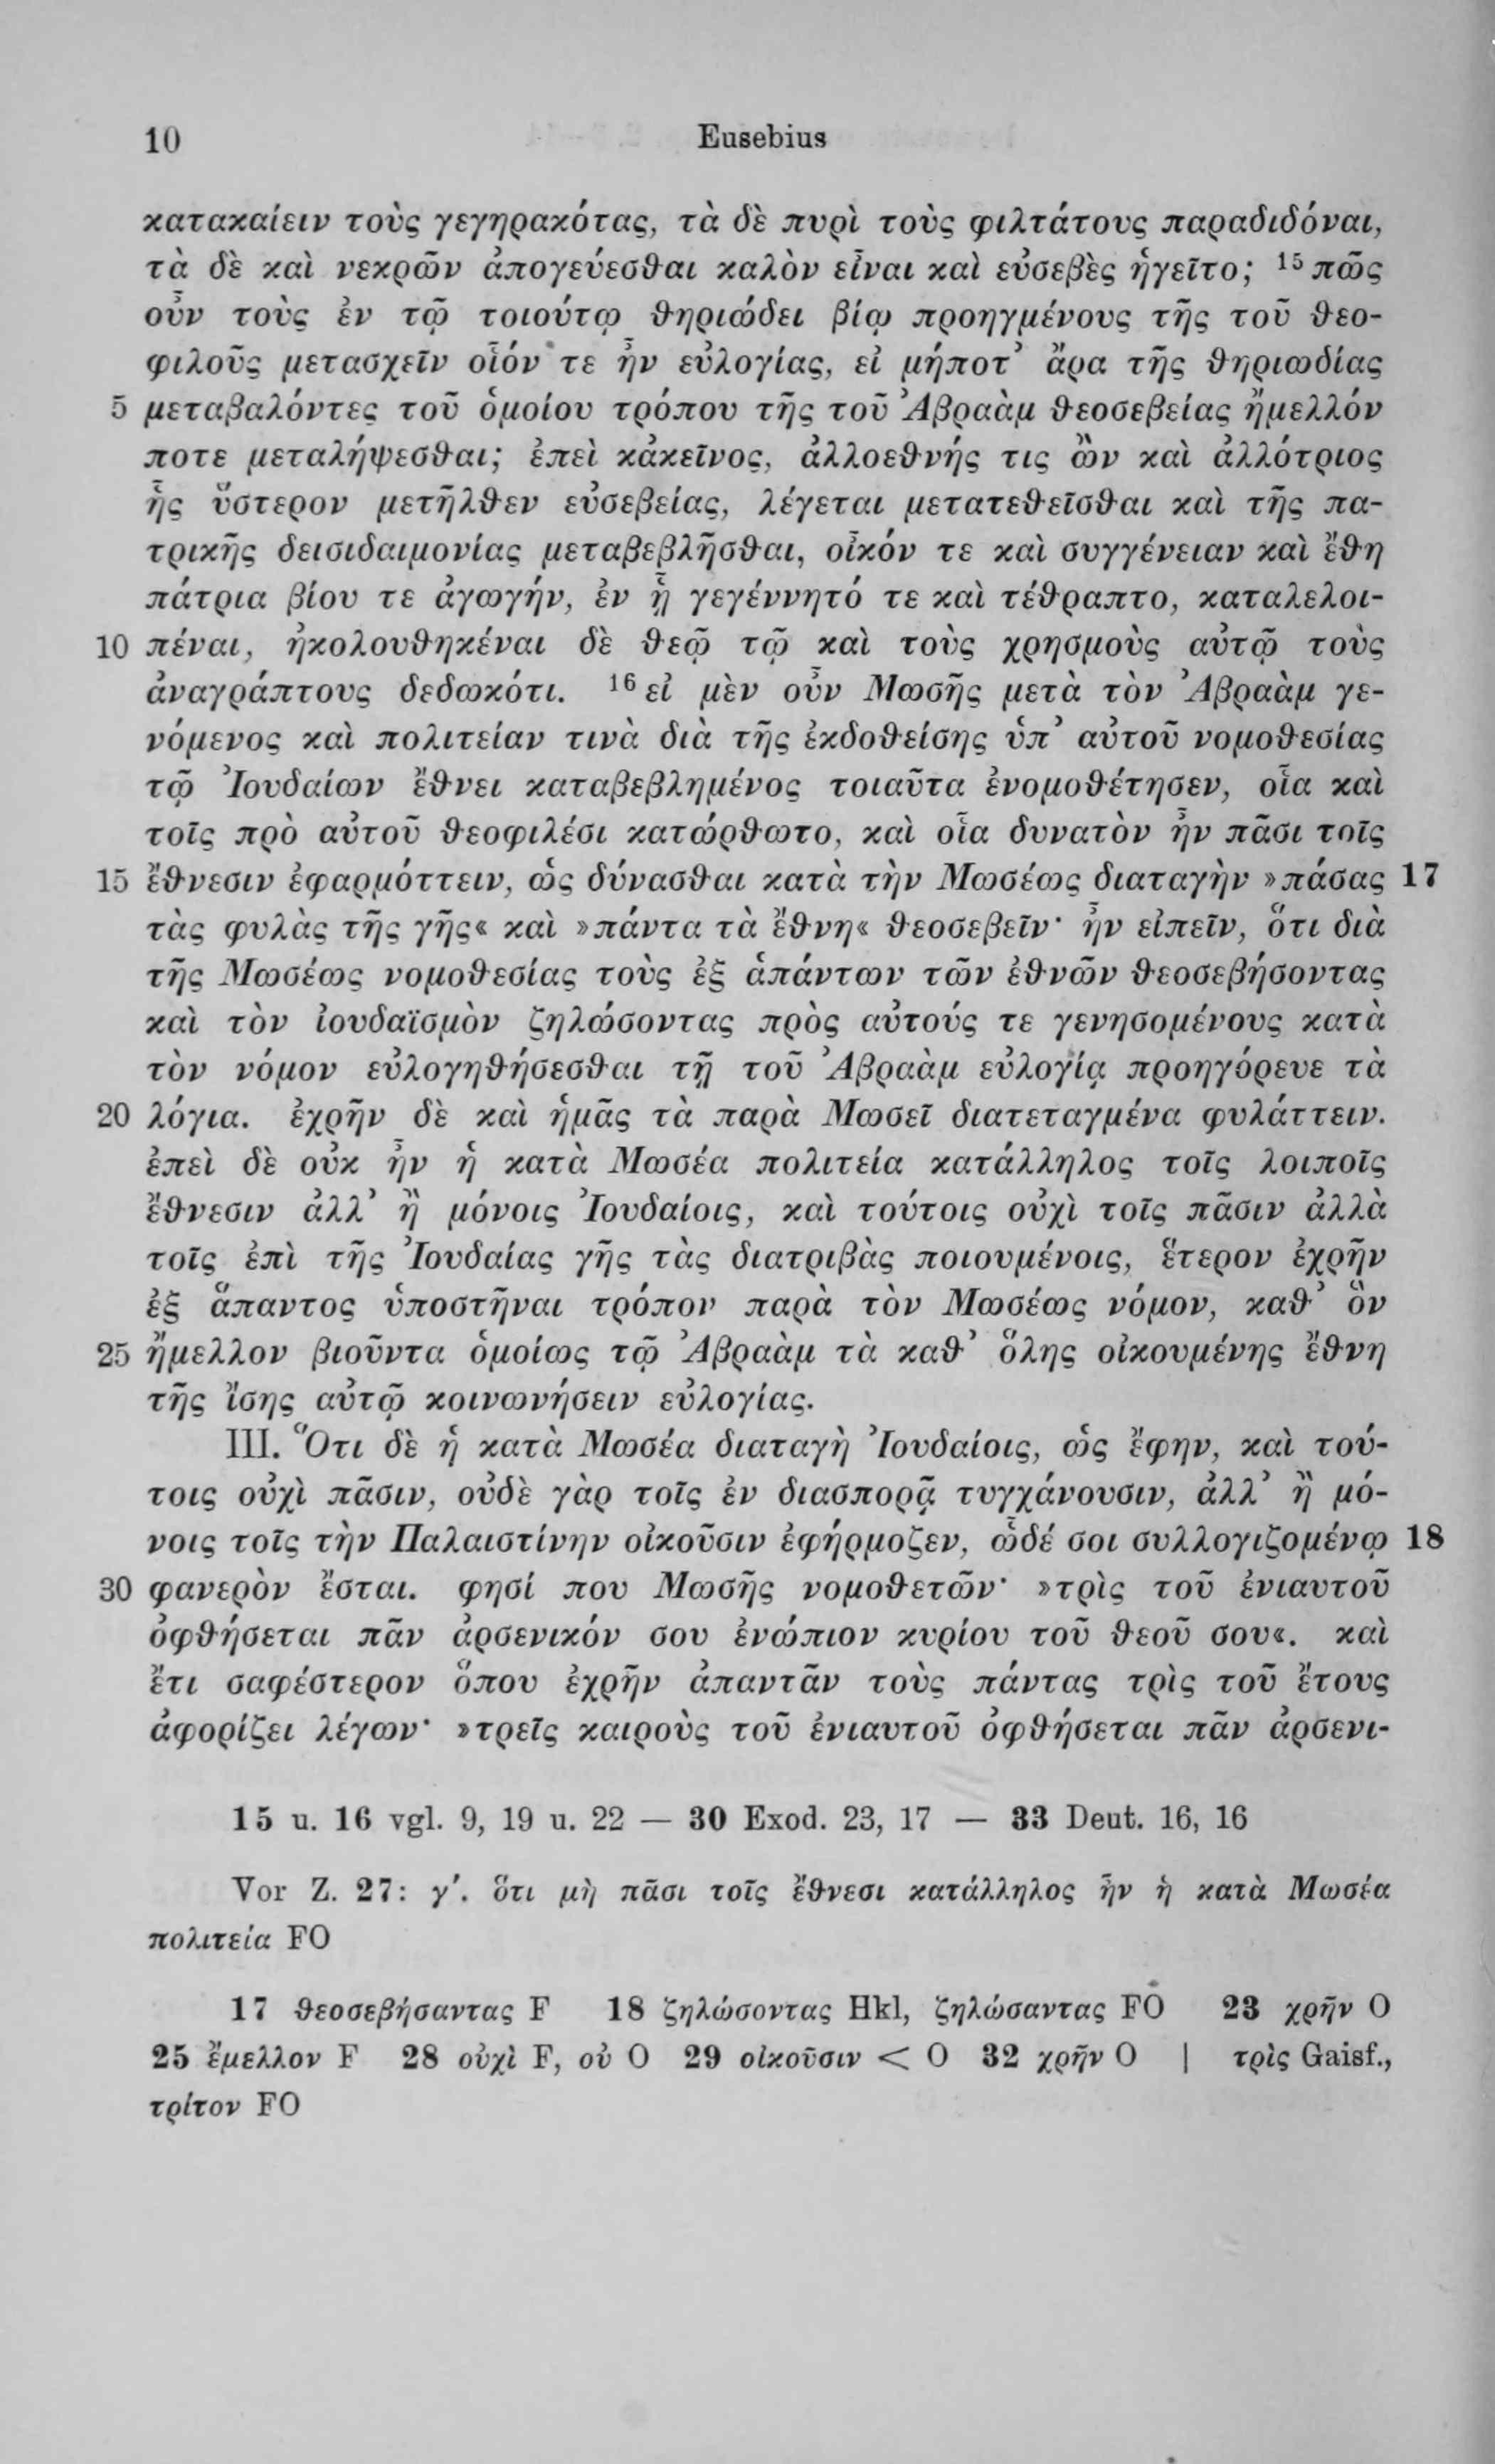 10 Eusebius
κατακαίειν τοὺς γεγηρακότας, τὰ δὲ πυρὶ τοὺς φιλτάτους παραδιδόναι,
τὰ δὲ καὶ νεκρῶν ἀπογεύεσθαι καλὸν εἶναι καὶ εὐσεβὲς ἡγεῖτο; ¹⁵ πῶς
οὖν τοὺς ἐν τῷ τοιούτῳ θηριώδει βίῳ προηγμένους τῆς τοῦ θεο-
φιλοῦς μετασχεῖν οἷόν τε ἦν εὐλογίας, εἰ μήποτ’ ἄρα τῆς θηριωδίας
5 μεταβαλόντες τοῦ ὁμοίου τρόπου τῆς τοῦ Ἀβραὰμ θεοσεβείας ἤμελλόν
ποτε μεταλήψεσθαι; ἐπεὶ κἀκεῖνος, ἀλλοεθνής τις ὢν καὶ ἀλλότριος
ἧς ὕστερον μετῆλθεν εὐσεβείας, λέγεται μετατεθεῖσθαι καὶ τῆς πα-
τρικῆς δεισιδαιμονίας μεταβεβλῆσθαι, οἶκόν τε καὶ συγγένειαν καὶ ἔθη
πάτρια βίου τε ἀγωγήν, ἐν ᾗ γεγέννητό τε καὶ τέθραπτο, καταλελοι-
10 πέναι, ἠκολουθηκέναι δὲ θεῷ τῷ καὶ τοὺς χρησμοὺς αὐτῷ τοὺς
ἀναγράπτους δεδωκότι. ¹⁶ εἰ μὲν οὖν Μωσῆς μετὰ τὸν Ἀβραὰμ γε-
νόμενος καὶ πολιτείαν τινὰ διὰ τῆς ἐκδοθείσης ὑπ’ αὐτοῦ νομοθεσίας
τῷ Ἰουδαίων ἔθνει καταβεβλημένος τοιαῦτα ἐνομοθέτησεν, οἷα καὶ
τοῖς πρὸ αὐτοῦ θεοφιλέσι κατώρθωτο, καὶ οἷα δυνατὸν ἦν πᾶσι τοῖς
15 ἔθνεσιν ἐφαρμόττειν, ὡς δύνασθαι κατὰ τὴν Μωσέως διαταγὴν »πάσας 17
τὰς φυλὰς τῆς γῆς« καὶ »πάντα τὰ ἔθνη« θεοσεβεῖν· ἦν εἰπεῖν, ὅτι διὰ
τῆς Μωσέως νομοθεσίας τοὺς ἐξ ἁπάντων τῶν ἐθνῶν θεοσεβήσοντας
καὶ τὸν ἰουδαϊσμὸν ζηλώσοντας πρὸς αὐτούς τε γενησομένους κατὰ
τὸν νόμον εὐλογηθήσεσθαι τῇ τοῦ Ἀβραὰμ εὐλογίᾳ προηγόρευε τὰ
20 λόγια. ἐχρῆν δὲ καὶ ἡμᾶς τὰ παρὰ Μωσεῖ διατεταγμένα φυλάττειν.
ἐπεὶ δὲ οὐκ ἦν ἡ κατὰ Μωσέα πολιτεία κατάλληλος τοῖς λοιποῖς
ἔθνεσιν ἀλλ’ ἢ μόνοις Ἰουδαίοις, καὶ τούτοις οὐχὶ τοῖς πᾶσιν ἀλλὰ
τοῖς ἐπὶ τῆς Ἰουδαίας γῆς τὰς διατριβὰς ποιουμένοις, ἕτερον ἐχρῆν
ἐξ ἅπαντος ὑποστῆναι τρόπον παρὰ τὸν Μωσέως νόμον, καθ’ ὃν
25 ἤμελλον βιοῦντα ὁμοίως τῷ Ἀβραὰμ τὰ καθ’ ὅλης οἰκουμένης ἔθνη
τῆς ἴσης αὐτῷ κοινωνήσειν εὐλογίας.
III. Ὅτι δὲ ἡ κατὰ Μωσέα διαταγὴ Ἰουδαίοις, ὡς ἔφην, καὶ τού-
τοις οὐχὶ πᾶσιν, οὐδὲ γὰρ τοῖς ἐν διασπορᾷ τυγχάνουσιν, ἀλλ’ ἢ μό-
νοις τοῖς τὴν Παλαιστίνην οἰκοῦσιν ἐφήρμοζεν, ὧδέ σοι συλλογιζομένῳ 18
30 φανερὸν ἔσται. φησί που Μωσῆς νομοθετῶν· »τρὶς τοῦ ἐνιαυτοῦ
ὀφθήσεται πᾶν ἀρσενικόν σου ἐνώπιον κυρίου τοῦ θεοῦ σου«. καὶ
ἔτι σαφέστερον ὅπου ἐχρῆν ἀπαντᾶν τοὺς πάντας τρὶς τοῦ ἔτους
ἀφορίζει λέγων· »τρεῖς καιροὺς τοῦ ἐνιαυτοῦ ὀφθήσεται πᾶν ἀρσενι-
15 u. 16 vgl. 9, 19 u. 22 — 30 Exod. 23, 17 — 33 Deut. 16, 16
Vor Z. 27: γ′. ὅτι μὴ πᾶσι τοῖς ἔθνεσι κατάλληλος ἦν ἡ κατὰ Μωσέα
πολιτεία FO
17 θεοσεβήσαντας F 18 ζηλώσοντας Hkl, ζηλώσαντας FO 23 χρῆν O
25 ἔμελλον F 28 οὐχὶ F, οὐ O 29 οἰκοῦσιν < O 32 χρῆν O | τρὶς Gaisf.,
τρίτον FO